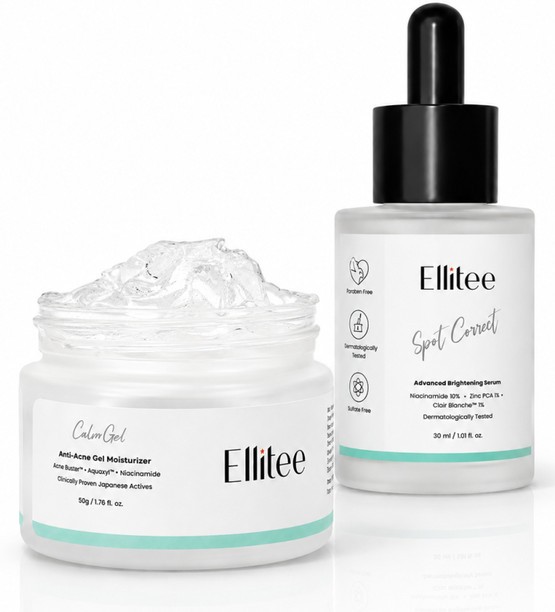 Ellitee
Spot Correct
Advanced Brightening Serum
Niacinamide 10% • Zinc PCA 1% •
Clair Blanche™ 1%
Dermatologically Tested
30 ml / 1.01 fl. oz.
Paraben Free
Dermatologically
Tested
Sulfate Free
CalmGel
Anti-Acne Gel Moisturizer
Acne Buster™ • Aquaxyl™ • Niacinamide
Clinically Proven Japanese Actives
50g / 1.76 fl. oz.
Ellitee